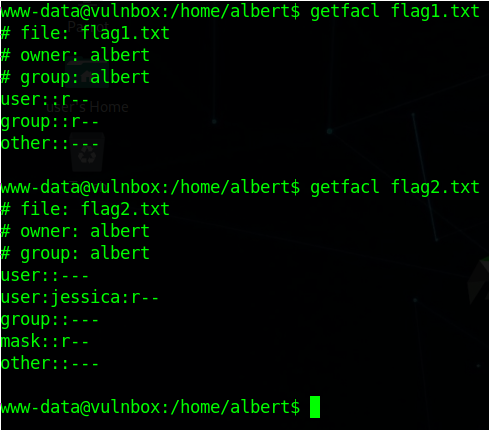 www-data@vulnbox:/home/albert$ getfacl flag1.txt
# file: flag1.txt
# owner: albert
# group: albert
user::r--
group::r--
user's Home
other::---
www-data@vulnbox:/home/albert$ getfacl flag2.txt
# file: flag2.txt
# owner: albert
# group: albert
user::---
user:jessica:r--
group::---
mask::r--
other::---
www-data@vulnbox:/home/albert$